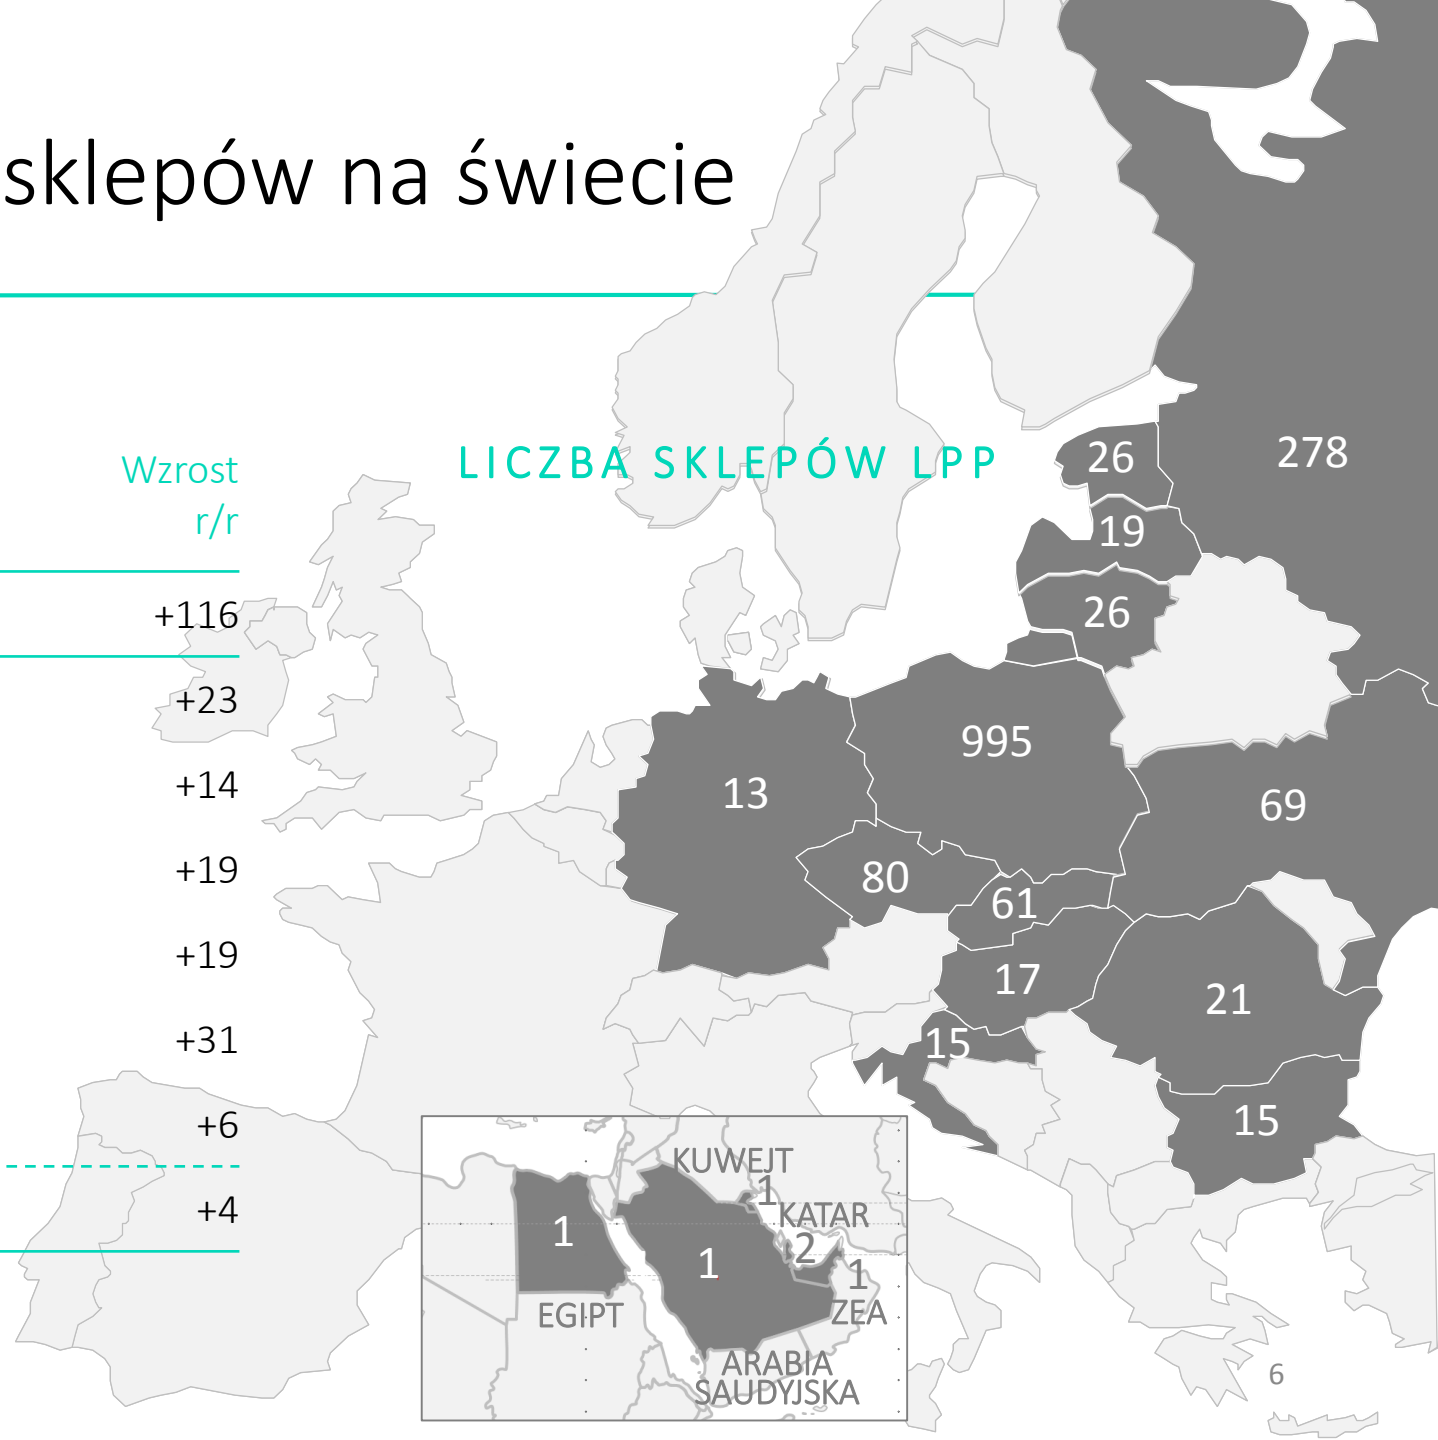 sklepów na świecie
LICZBA SKLEPÓW LPP
Wzrost
r/r
+116
+23
+14
+19
+19
+31
+6
+4
278
26
19
26
995
13
69
80
61
17
21
15
15
KUWEJT
1
KATAR
2
1
1
1
ZEA
EGIPT
ARABIA
SAUDYJSKA
6